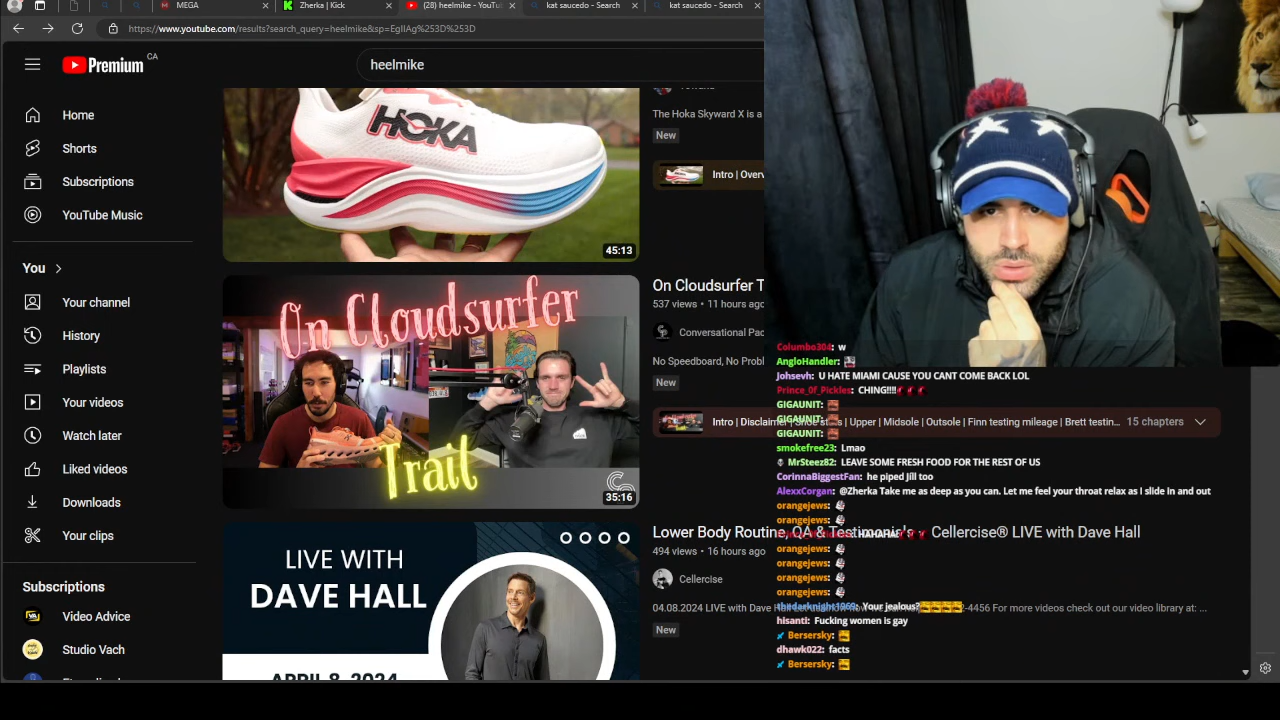 MEGA
Zherka | Kick
(28) heelmike - YouTu
kat saucedo - Search
kat saucedo - Search
https://www.youtube.com/results?search_query=heelmike&sp=EgIIAg%253D%253D
Premium
CA
heelmike
Home
Shorts
Subscriptions
YouTube Music
You
Your channel
History
Playlists
Your videos
Watch later
Liked videos
Downloads
Your clips
Subscriptions
Video Advice
Studio Vach
HOKA
45:13
The Hoka Skyward X is a
New
Intro | Overv
On Cloudsurfer
Trail
35:16
On Cloudsurfer T
537 views • 11 hours ago
Conversational Pac
No Speedboard, No Probl
New
Intro | Disclaimer | Shoe stats | Upper | Midsole | Outsole | Finn testing mileage | Brett testin...
15 chapters
LIVE WITH
DAVE HALL
APRIL 8, 2024
Lower Body Routine, QA & Testimonials - Cellercise® LIVE with Dave Hall
494 views • 16 hours ago
Cellercise
04.08.2024 LIVE with Dave Hall
-4456 For more videos check out our video library at: ...
New
Columbo304: w
AngloHandler:
Johsevh: U HATE MIAMI CAUSE YOU CANT COME BACK LOL
Prince_Of_Pickles: CHING!!!!
GIGAUNIT:
GIGAUNIT:
GIGAUNIT:
smokefree23: Lmao
MrSteez82: LEAVE SOME FRESH FOOD FOR THE REST OF US
CorinnaBiggestFan: he piped Jill too
AlexxCorgan: @Zherka Take me as deep as you can. Let me feel your throat relax as I slide in and out
orangejews:
orangejews:
HAHAHA
orangejews:
orangejews:
orangejews:
orangejews:
thedarknight1969: Your jealous?
hisanti: Fucking women is gay
Bersersky:
dhawk022: facts
Bersersky: